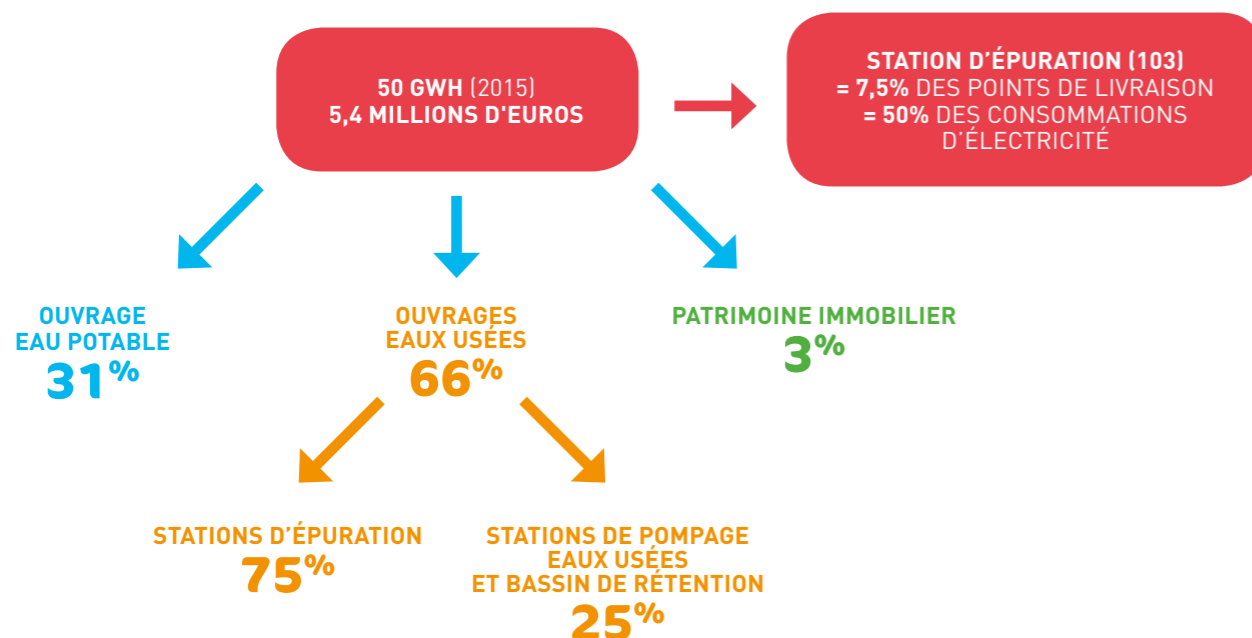 50 GWH (2015)
5,4 MILLIONS D'EUROS
STATION D'ÉPURATION (103)
= 7,5% DES POINTS DE LIVRAISON
= 50% DES CONSOMMATIONS
D'ÉLECTRICITÉ
OUVRAGE
EAU POTABLE
31%
OUVRAGES
EAUX USÉES
66%
PATRIMOINE IMMOBILIER
3%
STATIONS D'ÉPURATION
75%
STATIONS DE POMPAGE
EAUX USÉES
ET BASSIN DE RÉTENTION
25%